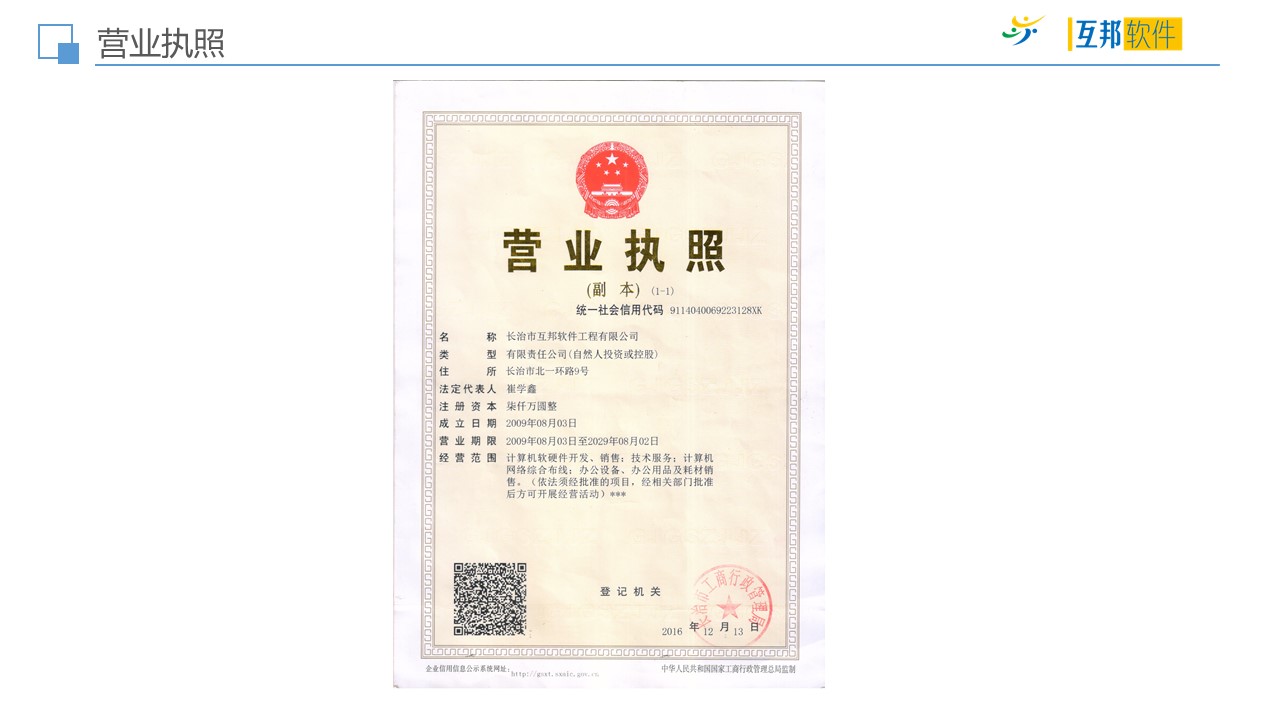 营业执照
互邦软件
营业执照
(副 本) (1-1)
统一社会信用代码 9114040069223128XK
名 称 长治市互邦软件工程有限公司
类 型 有限责任公司(自然人投资或控股)
住 所 长治市北一环路9号
法定代表人 崔学鑫
注 册 资 本 柒仟万圆整
成 立 日 期 2009年08月03日
营 业 期 限 2009年08月03日至2029年08月02日
经 营 范 围 计算机软硬件开发、销售；技术服务；计算机
网络综合布线；办公设备、办公用品及耗材销
售。（依法须经批准的项目，经相关部门批准
后方可开展经营活动）***
登 记 机 关
长治市工商行政管理局
2016 年 12 月 13 日
企业信用信息公示系统网址：
http://gsxt.sxaic.gov.cn
中华人民共和国国家工商行政管理总局监制